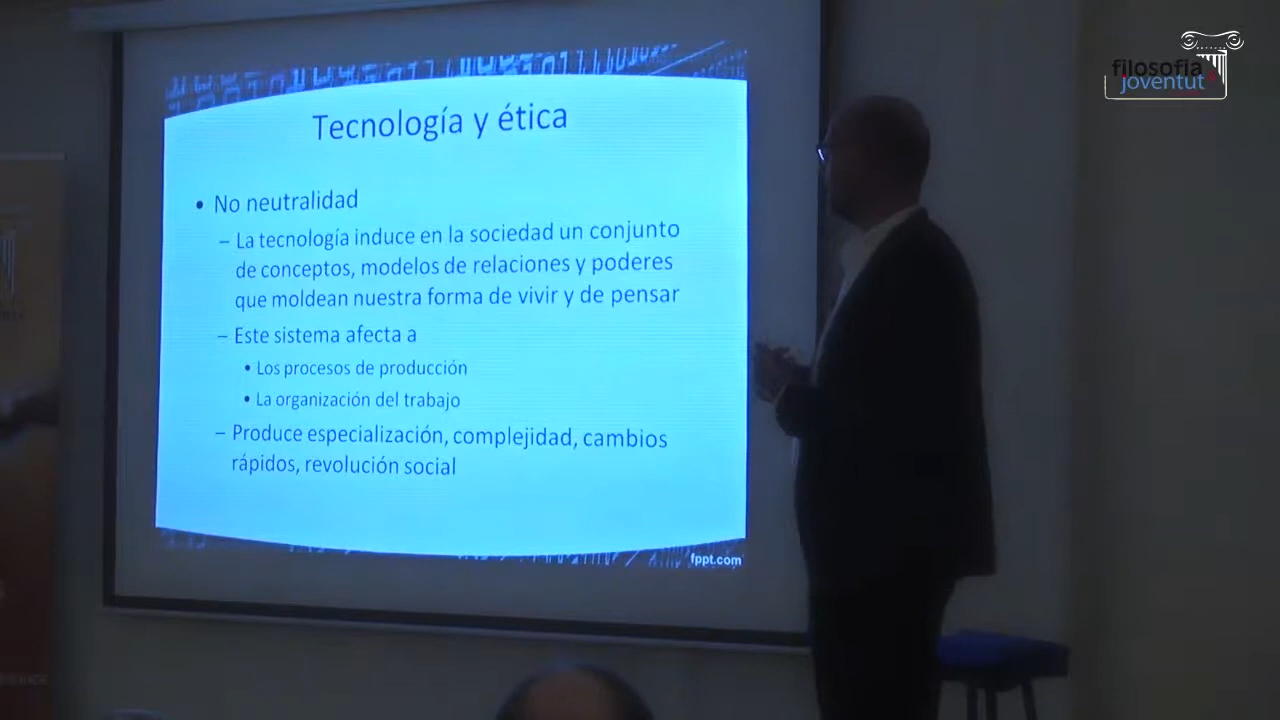 filosofia
joventut
Tecnología y ética
• No neutralidad
– La tecnología induce en la sociedad un conjunto
de conceptos, modelos de relaciones y poderes
que moldean nuestra forma de vivir y de pensar
– Este sistema afecta a
• Los procesos de producción
• La organización del trabajo
– Produce especialización, complejidad, cambios
rápidos, revolución social
fppt.com